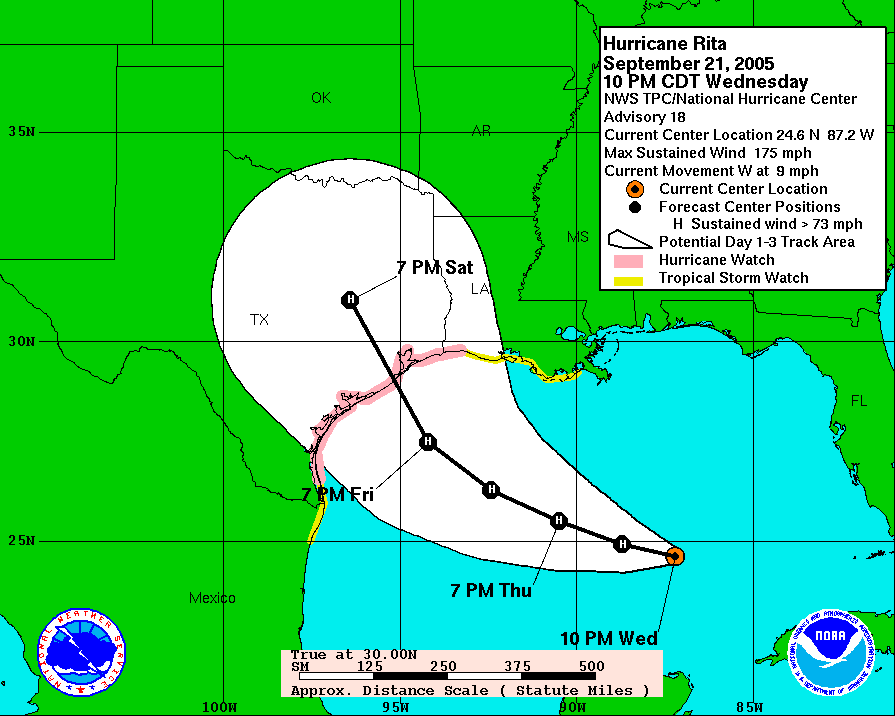 Hurricane Rita
September 21, 2005
10 PM CDT Wednesday
NWS TPC/National Hurricane Center
Advisory 18
Current Center Location 24.6 N 87.2 W
Max Sustained Wind 175 mph
Current Movement W at 9 mph
Current Center Location
Forecast Center Positions
H Sustained wind > 73 mph
Potential Day 1-3 Track Area
Hurricane Watch
Tropical Storm Watch
OK
AR
35N
MS
7 PM Sat
H
LA
TX
30N
FL
H
H
7 PM Fri
H
H
25N
7 PM Thu
Mexico
10 PM Wed
NATIONAL WEATHER SERVICE
NOAA
True at 30.00N
SM 125 250 375 500
Approx. Distance Scale ( Statute Miles )
100W 95W 90W 85W